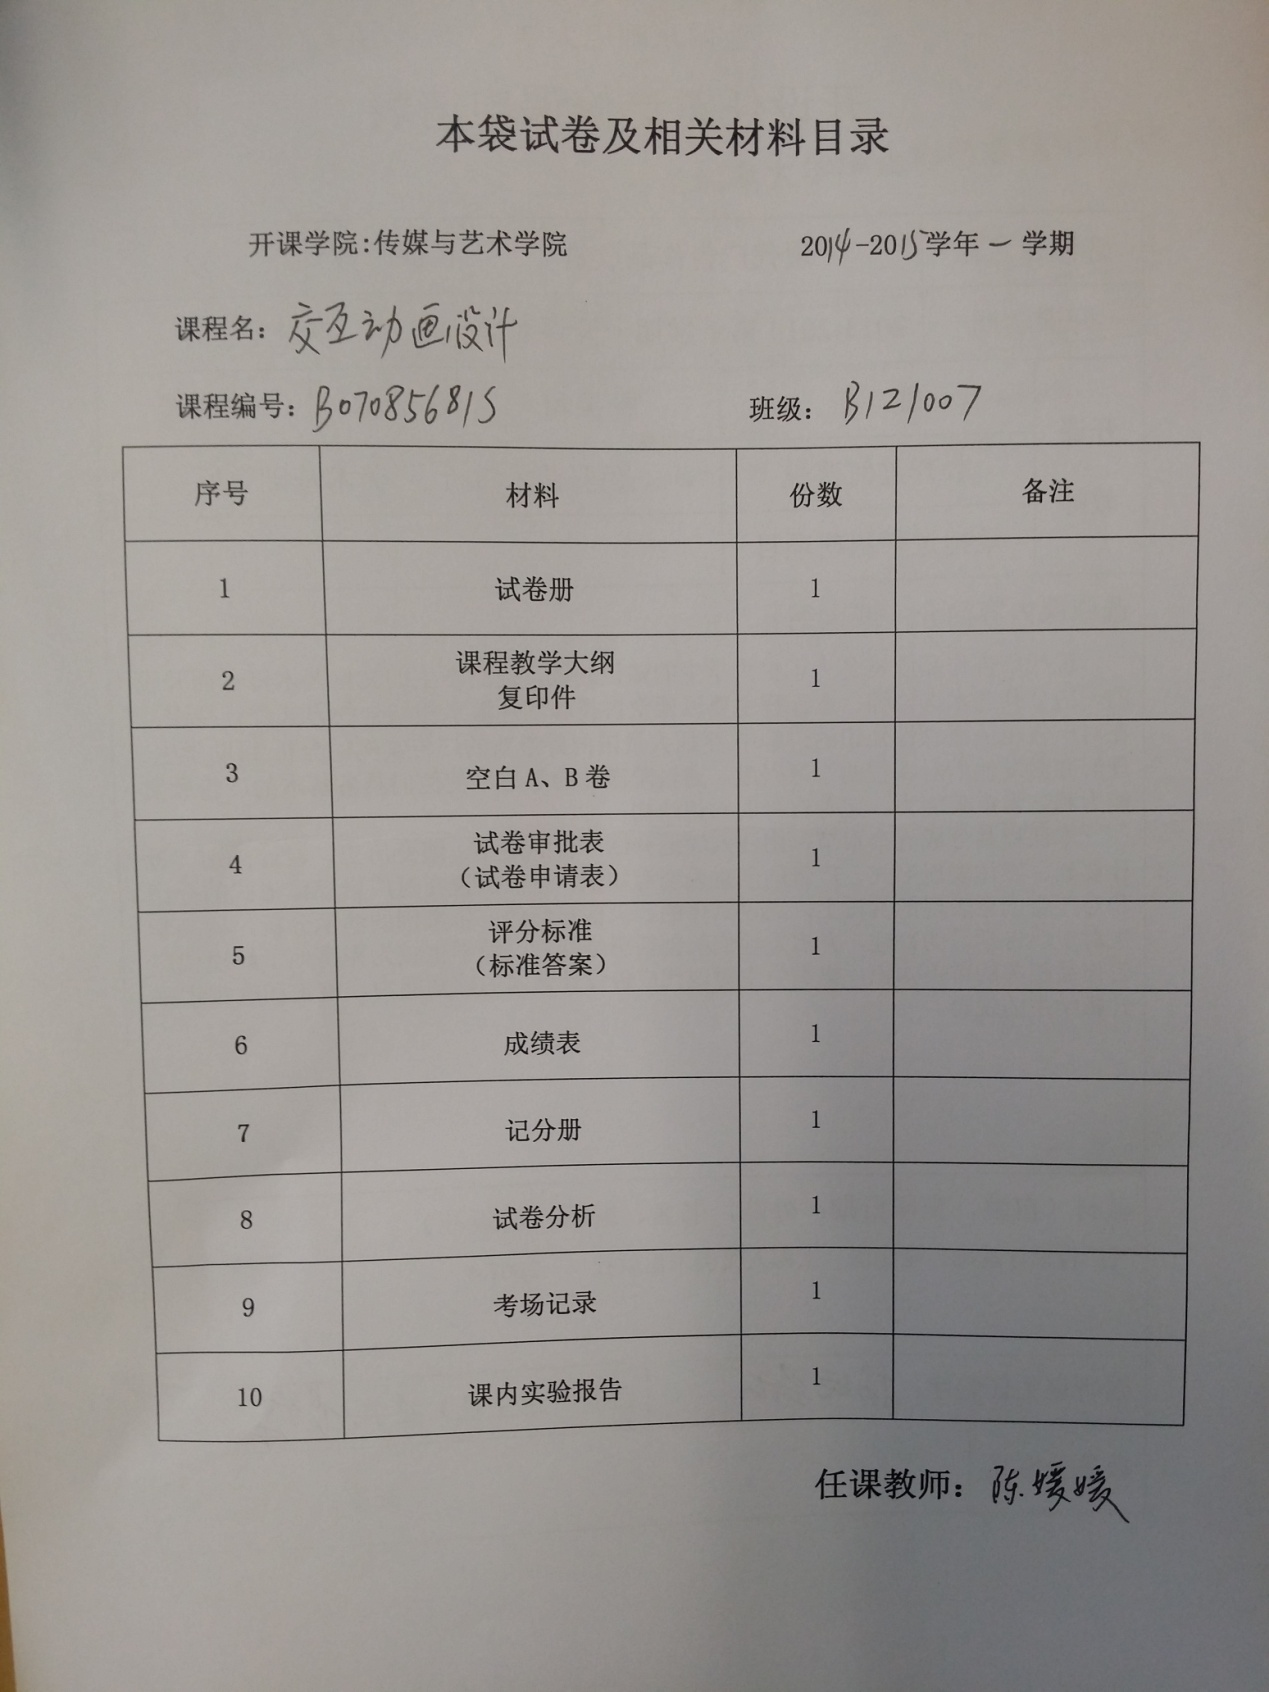 本袋试卷及相关材料目录
开课学院:传媒与艺术学院 2014-2015学年一学期
课程名：交互动画设计
课程编号：B07085681S 班级：B121007
序号 材料 份数 备注
1 试卷册 1
2 课程教学大纲 1
复印件
3 空白A、B卷 1
4 试卷审批表 1
（试卷申请表）
5 评分标准 1
（标准答案）
6 成绩表 1
7 记分册 1
8 试卷分析 1
9 考场记录 1
10 课内实验报告 1
任课教师：陈媛媛